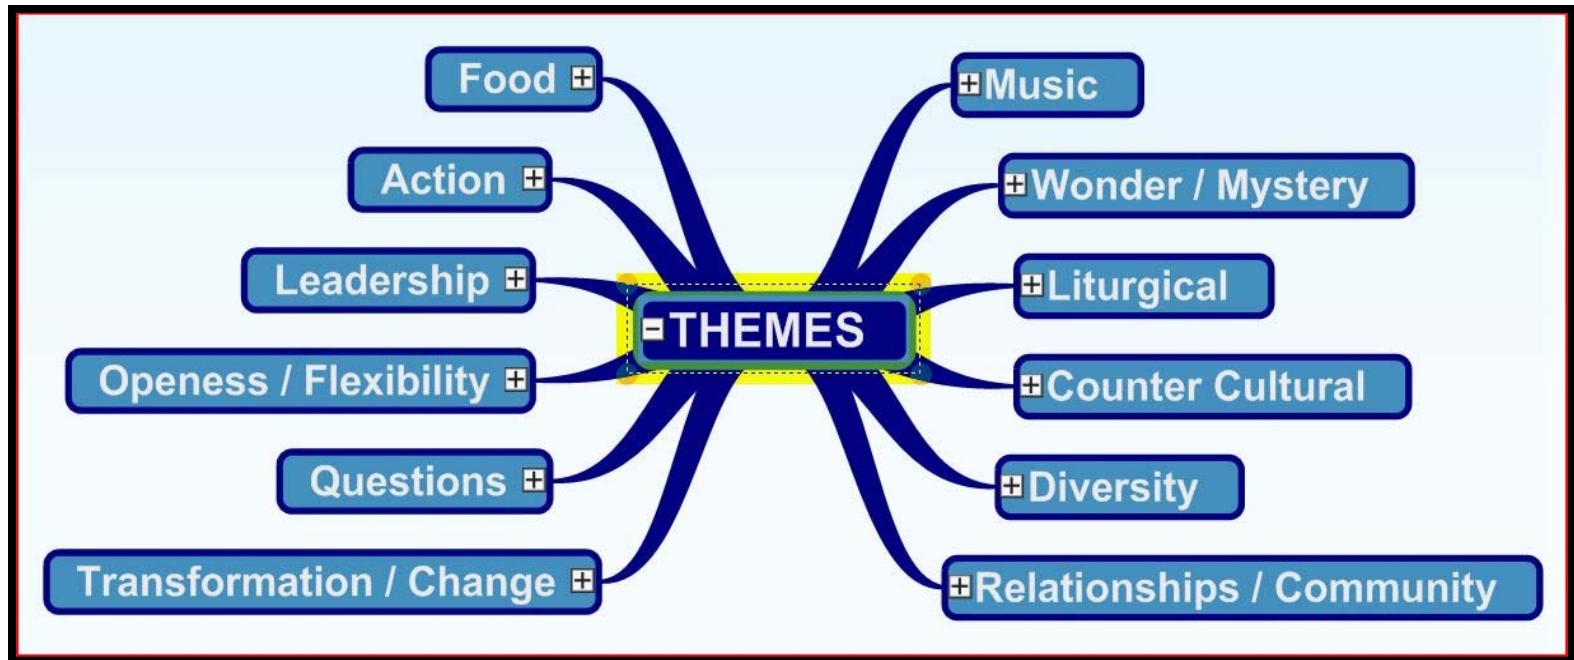 Food
Music
Action
Wonder / Mystery
Leadership
Liturgical
THEMES
Openess / Flexibility
Counter Cultural
Questions
Diversity
Transformation / Change
Relationships / Community